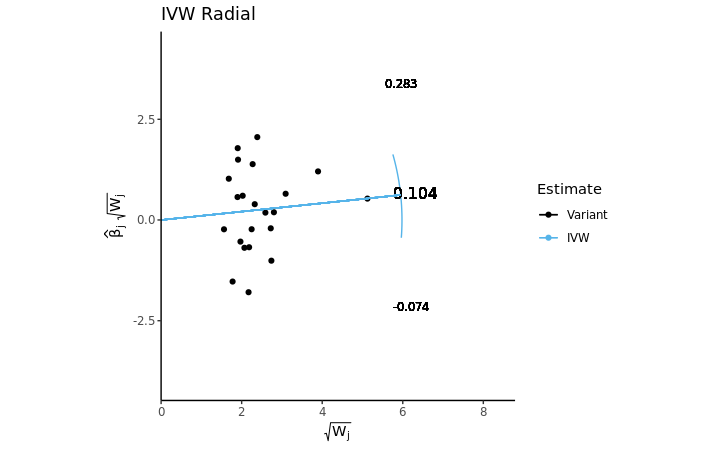 IVW Radial
0.283
2.5
0.104
0.0
-0.074
-2.5
0 2 4 6 8
√Wj
β̂j √Wj
Estimate
Variant
IVW